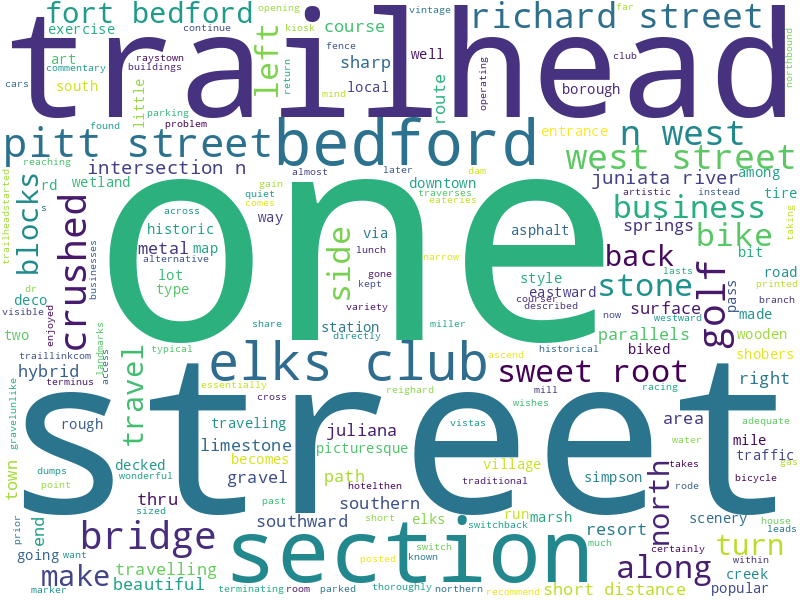 fort bedford
opening
vintage
richard street
far
exercise
continue
kiosk
course
trailhead
left
art
raystown
fence
well
commentary
buildings
sharp
south
return
route
operating
club
northbound
cars
little
mind
local
borough
parking
found
problem
pitt street
bedford
entrance
n west
reaching
intersection n
almost
later
dam
west street
wetland
rd
gain
downtown
traverses
juniata river
among
s
blocks
quiet
eateries
artistic
instead
tire
trailheadstarted
crushed
across
comes
one
way
business
taking
historic
side
via
asphalt
springs
bike
metal
map
lunch
back
bit
alternative
businesses
lot
gone
style
stone
golf
road
dr
type
kept
narrow
eastward
pass
printed
deco
variety
courser
surface
lasts
branch
visible
enjoyed
station
described
now
westward
made
two
landmarks
share
directly
miller
parallels
wooden
traillinkcom
typical
elks club
historical
biked
shobers
hybrid
terminus
access
travel
essentially
ascend
sweet root
right
reighard
mill
racing
gravelunlike
street
cross
wishes
rough
traveling
juliana
vistas
area
adequate
limestone
picturesque
traditional
water
mile
town
decked
becomes
village
simpson
north
traffic
wonderful
gravel
path
takes
gas
dumps
hotelthen
bicycle
point
thru
sized
past
southern
rode
house
prior
end
bridge
southward
short
elks
run
marsh
switchback
resort
scenery
leads
going
want
section
switch
known
much
certainly
turn
within
make
travelling
posted
along
creek
marker
beautiful
terminating
room
parked
thoroughly
northern
recommend
short distance
popular